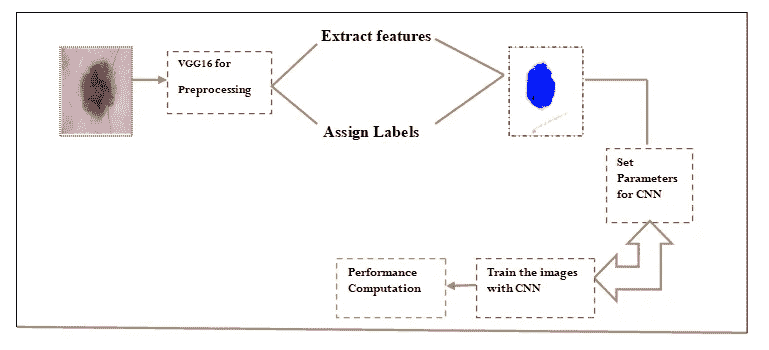 Extract features
VGG16 for
Preprocessing
Assign Labels
Set
Parameters
for CNN
Performance
Computation
Train the images
with CNN